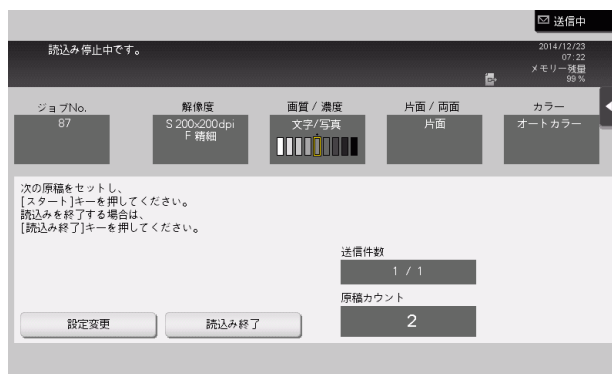 送信中
読込み停止中です。
2014/12/23
07:22
メモリー残量
99 %
ジョブNo.
解像度
画質 / 濃度
片面 / 両面
カラー
87
S 200×200dpi
F 精細
文字/写真
片面
オートカラー
次の原稿をセットし、
[スタート]キーを押してください。
読込みを終了する場合は、
[読込み終了]キーを押してください。
送信件数
1 / 1
原稿カウント
2
設定変更
読込み終了